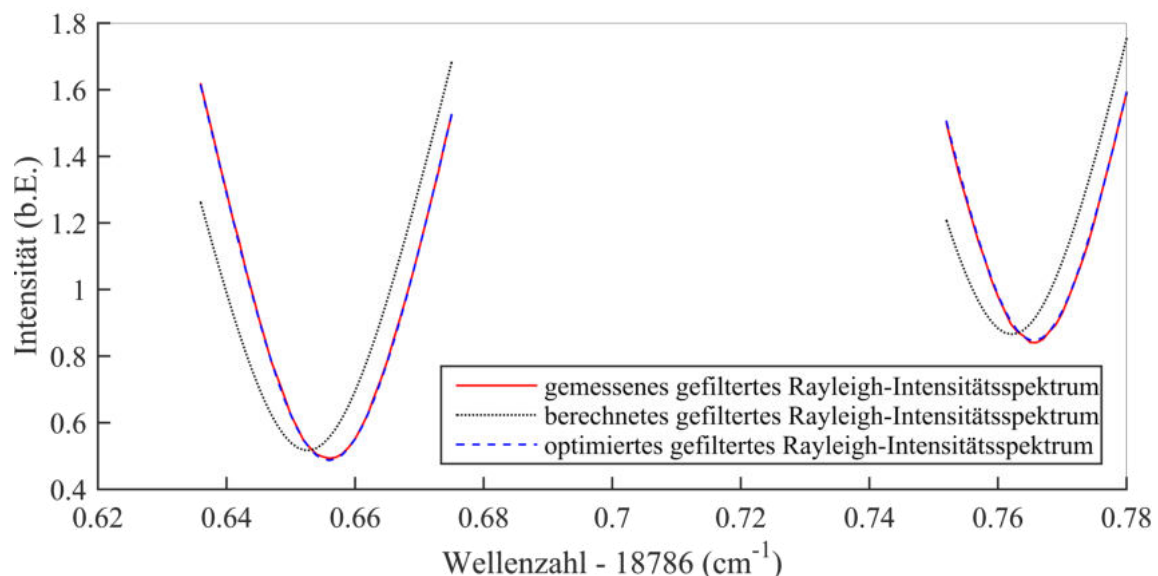 1.8
1.6
1.4
1.2
1
0.8
0.6
0.4
Intensität (b.E.)
gemessenes gefiltertes Rayleigh-Intensitätsspektrum
berechnetes gefiltertes Rayleigh-Intensitätsspektrum
optimiertes gefiltertes Rayleigh-Intensitätsspektrum
0.62 0.64 0.66 0.68 0.7 0.72 0.74 0.76 0.78
Wellenzahl - 18786 (cm⁻¹)